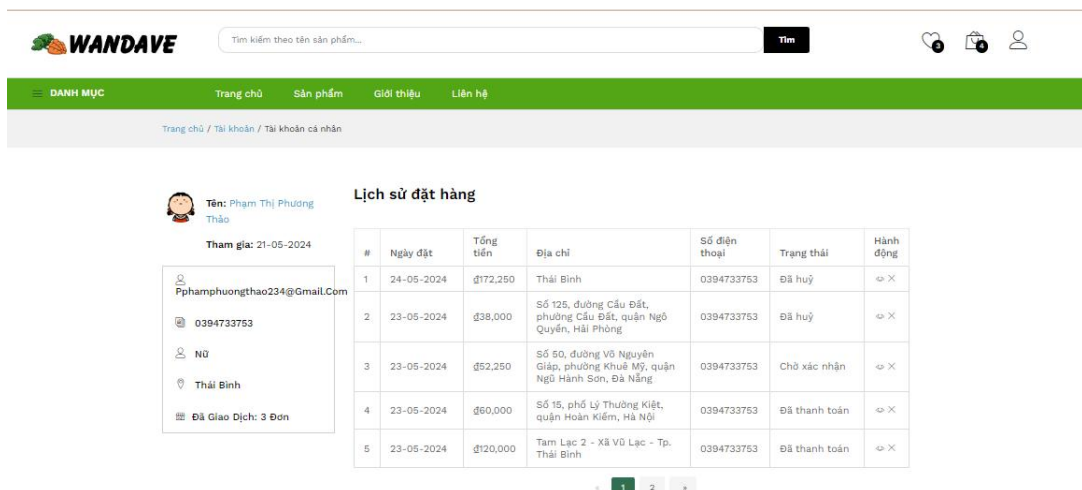 WANDAVE
Tìm kiếm theo tên sản phẩm...
Tìm
3
4
DANH MỤC
Trang chủ
Sản phẩm
Giới thiệu
Liên hệ
Trang chủ / Tài khoản / Tài khoản cá nhân
Tên: Phạm Thị Phương
Thảo
Tham gia: 21-05-2024
Pphamphuongthao234@Gmail.Com
0394733753
Nữ
Thái Bình
Đã Giao Dịch: 3 Đơn
Lịch sử đặt hàng
# Ngày đặt Tổng tiền Địa chỉ Số điện thoại Trạng thái Hành động
1 24-05-2024 ₫172,250 Thái Bình 0394733753 Đã huỷ
2 23-05-2024 ₫38,000 Số 125, đường Cầu Đất,
phường Cầu Đất, quận Ngô
Quyền, Hải Phòng 0394733753 Đã huỷ
3 23-05-2024 ₫52,250 Số 50, đường Võ Nguyên
Giáp, phường Khuê Mỹ, quận
Ngũ Hành Sơn, Đà Nẵng 0394733753 Chờ xác nhận
4 23-05-2024 ₫60,000 Số 15, phố Lý Thường Kiệt,
quận Hoàn Kiếm, Hà Nội 0394733753 Đã thanh toán
5 23-05-2024 ₫120,000 Tam Lạc 2 - Xã Vũ Lạc - Tp.
Thái Bình 0394733753 Đã thanh toán
« 1 2 »